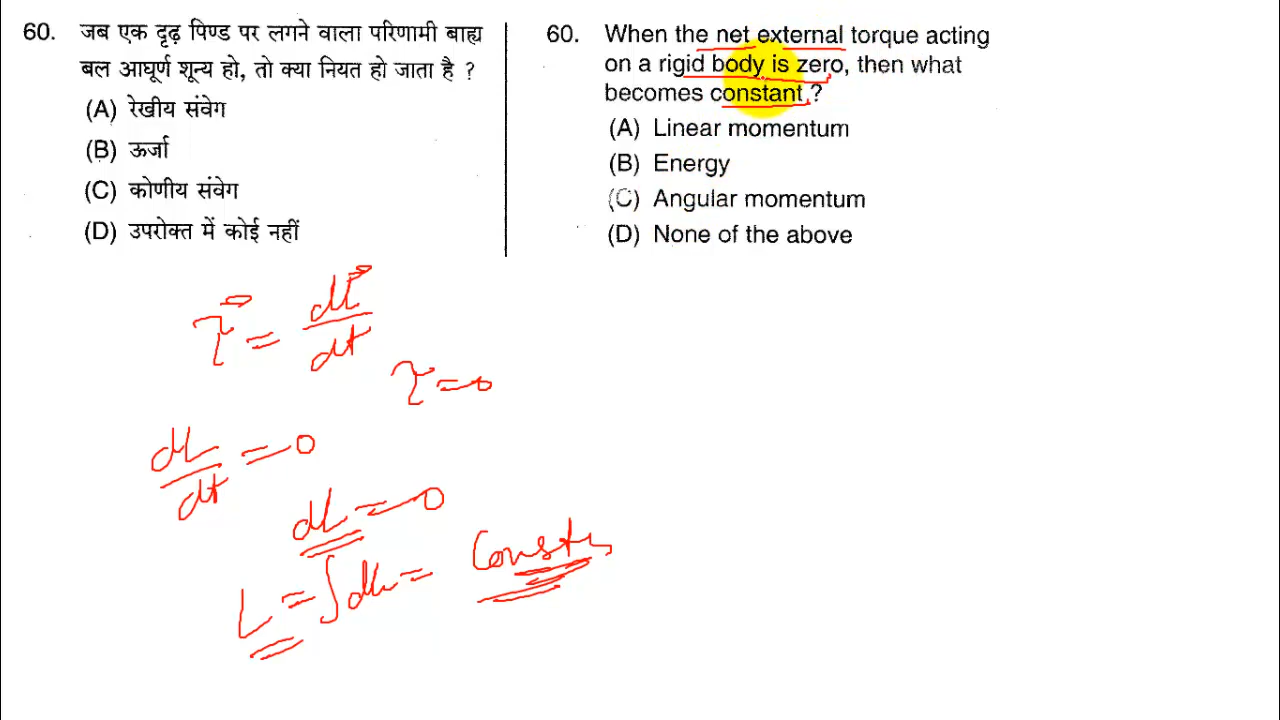 60. जब एक दृढ़ पिण्ड पर लगने वाला परिणामी बाह्य
बल आघूर्ण शून्य हो, तो क्या नियत हो जाता है ?
(A) रेखीय संवेग
(B) ऊर्जा
(C) कोणीय संवेग
(D) उपरोक्त में कोई नहीं
60. When the net external torque acting
on a rigid body is zero, then what
becomes constant ?
(A) Linear momentum
(B) Energy
(C) Angular momentum
(D) None of the above
τ⃗ = dL⃗/dt
τ = 0
dL/dt = 0
dL = 0
L = ∫dL =